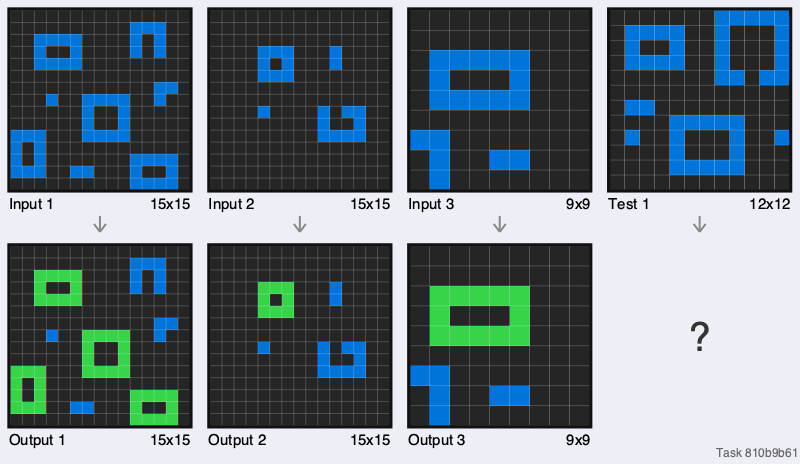 Input 1 15x15 Input 2 15x15 Input 3 9x9 Test 1 12x12
?
Output 1 15x15 Output 2 15x15 Output 3 9x9
Task 810b9b61